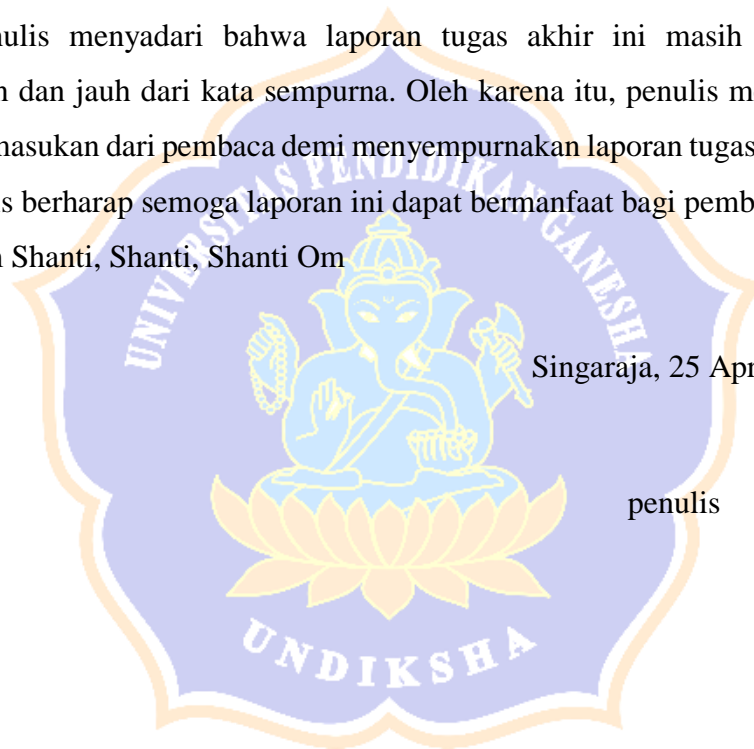 nulis menyadari bahwa laporan tugas akhir ini masih
n dan jauh dari kata sempurna. Oleh karena itu, penulis m
masukan dari pembaca demi menyempurnakan laporan tugas
s berharap semoga laporan ini dapat bermanfaat bagi pemb
n Shanti, Shanti, Shanti Om
UNIVERSITAS PENDIDIKAN GANESHA
Singaraja, 25 Apr
penulis
UNDIKSHA